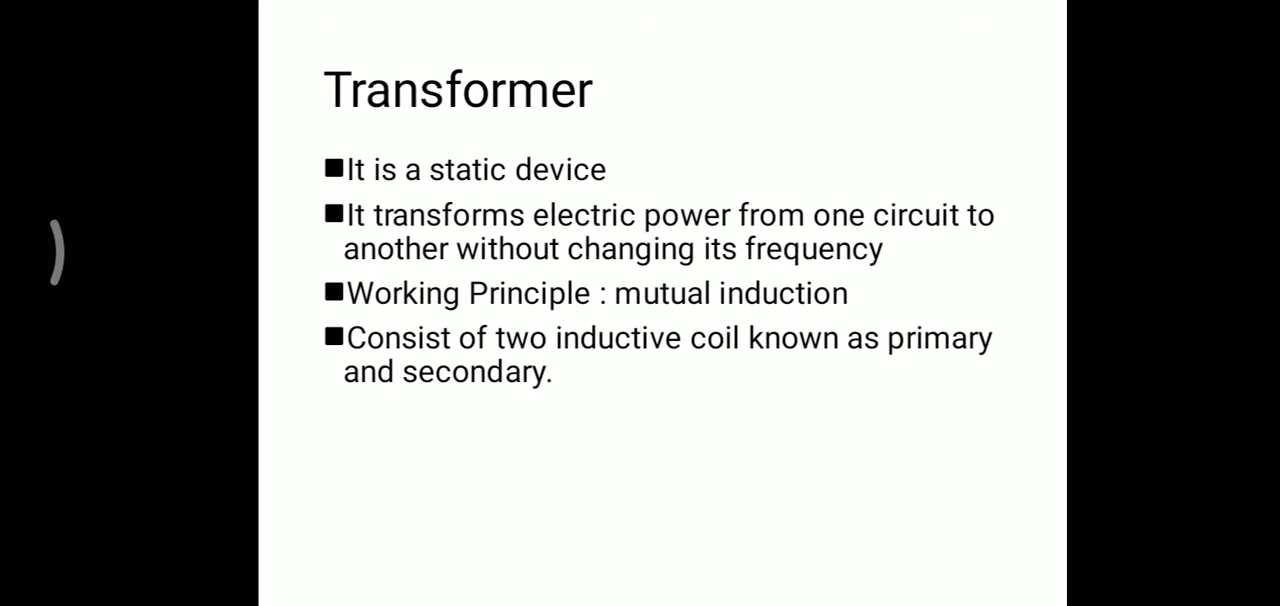 Transformer
■It is a static device
■It transforms electric power from one circuit to
another without changing its frequency
■Working Principle : mutual induction
■Consist of two inductive coil known as primary
and secondary.